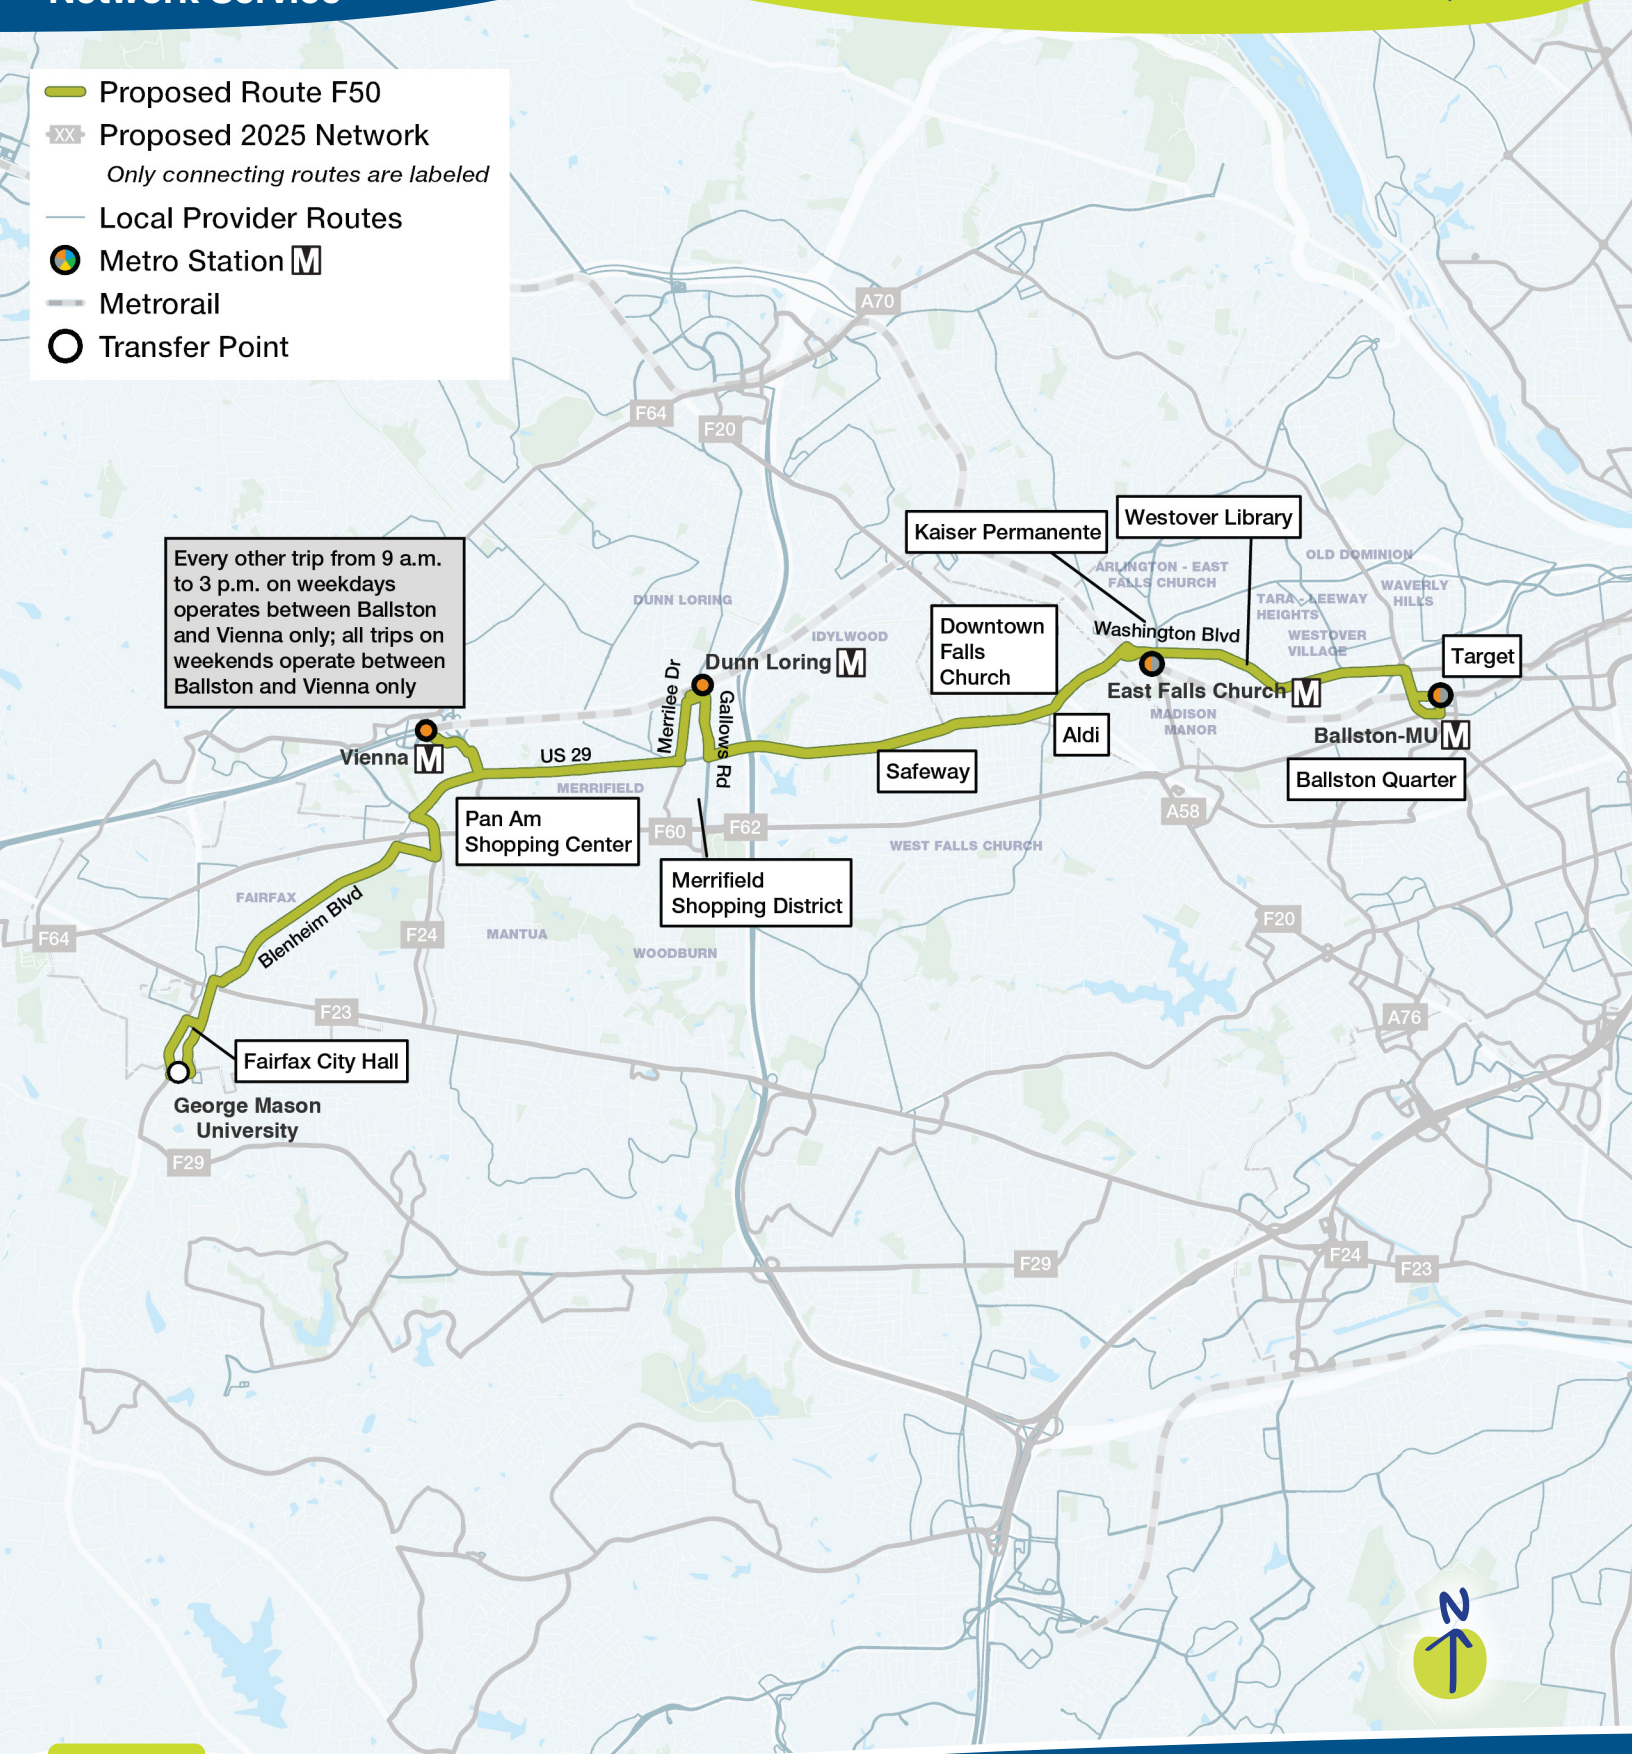 Proposed Route F50
XX Proposed 2025 Network
Only connecting routes are labeled
Local Provider Routes
Metro Station M
Metrorail
Transfer Point
A70
F64
F20
Kaiser Permanente
Westover Library
Every other trip from 9 a.m.
to 3 p.m. on weekdays
operates between Ballston
and Vienna only; all trips on
weekends operate between
Ballston and Vienna only
OLD DOMINION
ARLINGTON - EAST
FALLS CHURCH
WAVERLY
HILLS
DUNN LORING
TARA - LEEWAY
HEIGHTS
IDYLWOOD
Downtown
Falls
Church
Washington Blvd
WESTOVER
VILLAGE
Target
Dunn Loring M
Merrilee Dr
Gallows Rd
East Falls Church M
MADISON
MANOR
Ballston-MU M
Aldi
Vienna M
US 29
Safeway
Ballston Quarter
MERRIFIELD
Pan Am
Shopping Center
F60
F62
A58
WEST FALLS CHURCH
Merrifield
Shopping District
FAIRFAX
Blenheim Blvd
F64
F24
MANTUA
WOODBURN
F20
F23
A76
Fairfax City Hall
George Mason
University
F29
F29
F24
F23
N